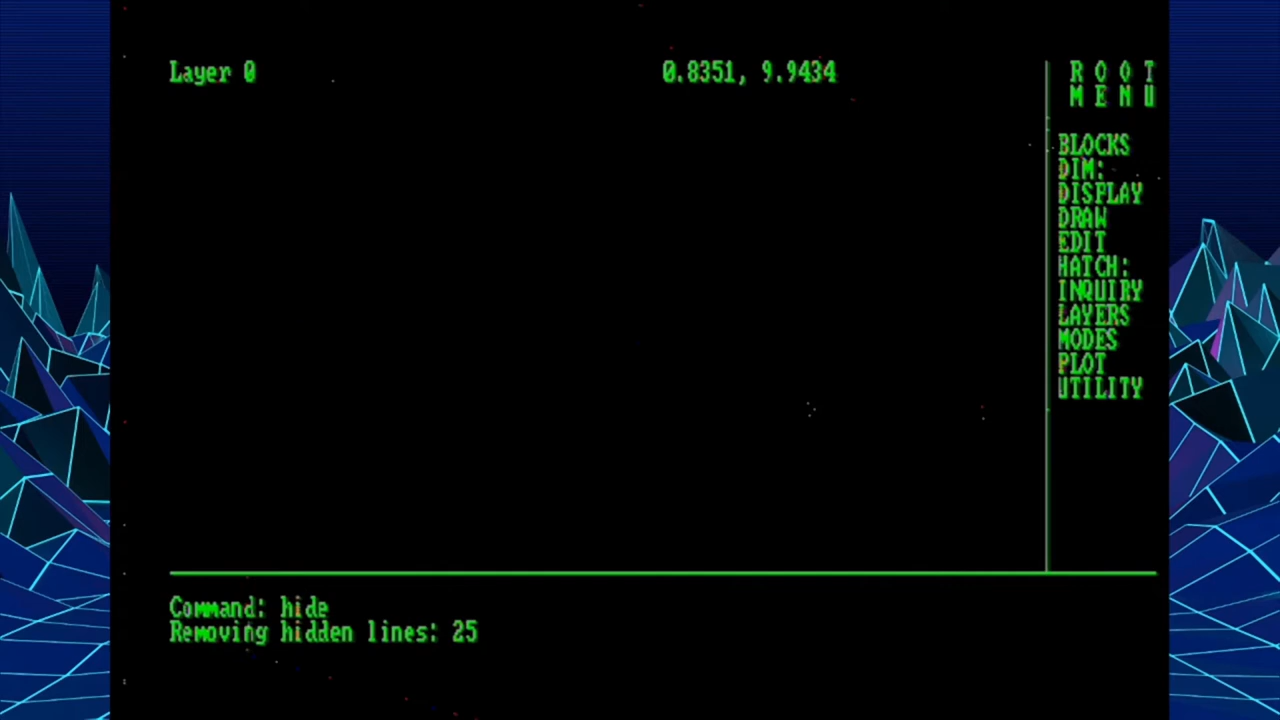 Layer 0
0.8351, 9.9434
R O O T
M E N U
BLOCKS
DIM:
DISPLAY
DRAW
EDIT
HATCH:
INQUIRY
LAYERS
MODES
PLOT
UTILITY
Command: hide
Removing hidden lines: 25